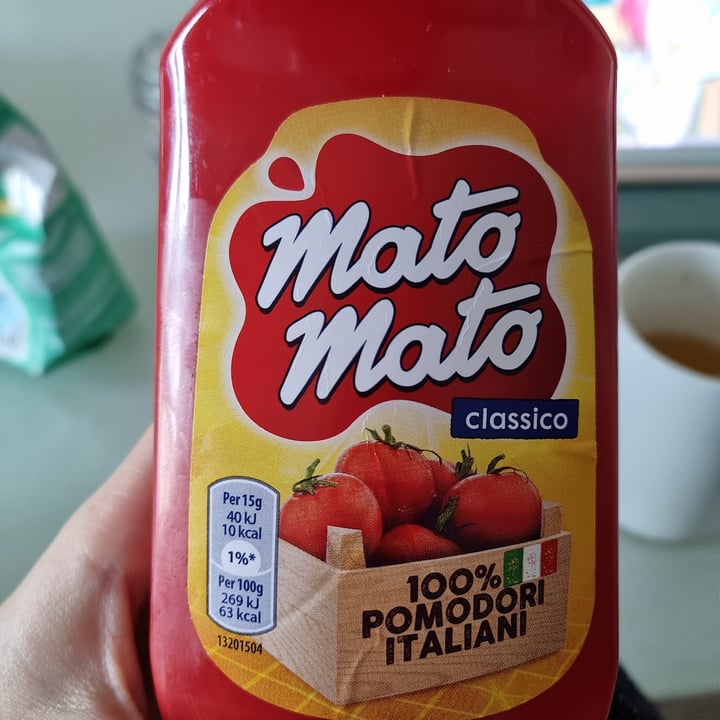 Mato
Mato
classico
Per 15g
40 kJ
10 kcal
1%*
Per 100g
269 kJ
63 kcal
13201504
100%
POMODORI
ITALIANI